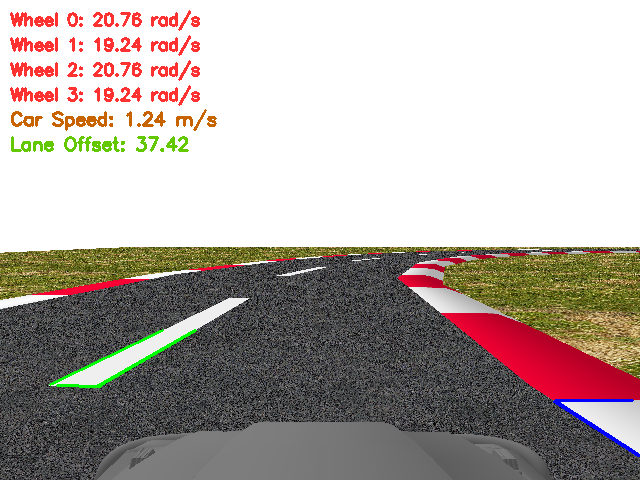 Wheel 0: 20.76 rad/s
Wheel 1: 19.24 rad/s
Wheel 2: 20.76 rad/s
Wheel 3: 19.24 rad/s
Car Speed: 1.24 m/s
Lane Offset: 37.42